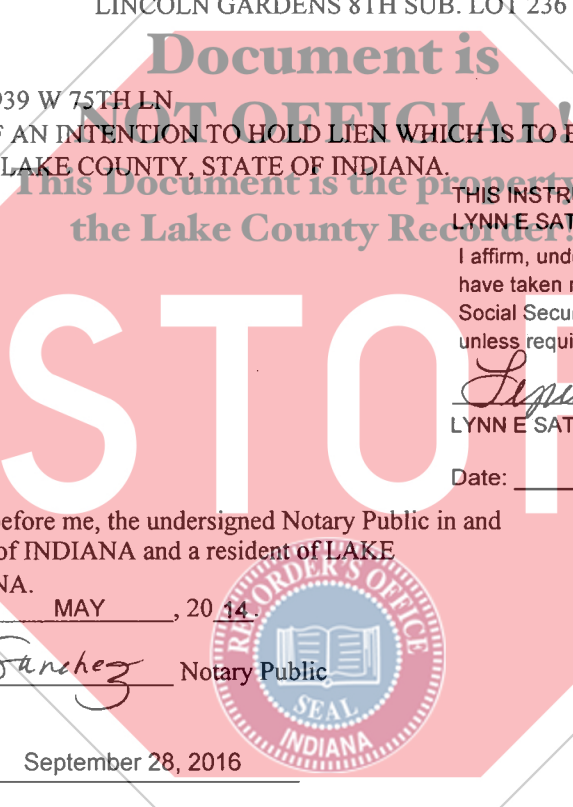 LINCOLN GARDENS 8TH SUB. LOT 236
Document is
939 W 75TH LN
NOT OFFICIAL!
F AN INTENTION TO HOLD LIEN WHICH IS TO B
LAKE COUNTY, STATE OF INDIANA.
This Document is the property
THIS INSTR
the Lake County Recorder!
LYNN E SAT
I affirm, und
have taken r
Social Secu
unless requi
STOP
LYNN E SAT
Date:
efore me, the undersigned Notary Public in and
of INDIANA and a resident of LAKE
NA.
MAY , 20 14.
Sanchez Notary Public
RECORDER'S OFFICE
SEAL
INDIANA
September 28, 2016